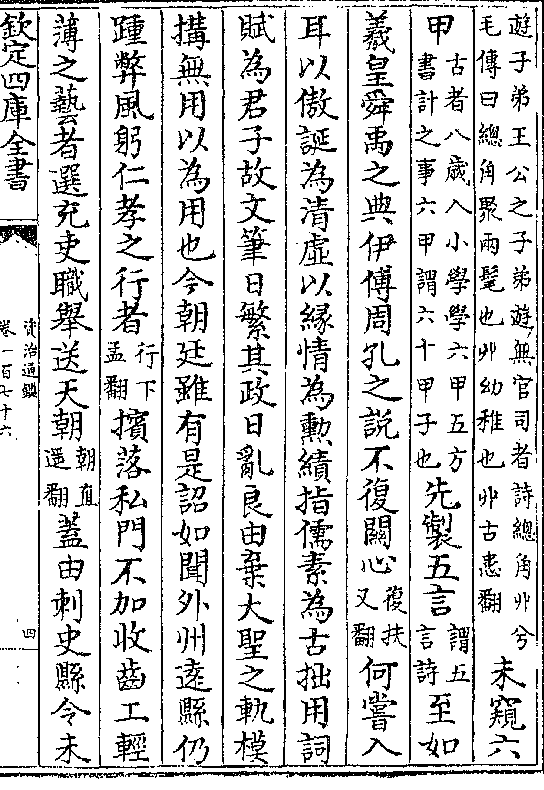 遊子弟王公之子弟遊無官司者詩總角丱兮
毛傳曰總角聚兩髦也丱幼稚也丱古患翻
未窺六
甲
古者八歲入小學學六甲五方
書計之事六甲謂六十甲子也
先製五言
謂五
言詩
至如
羲皇舜禹之典伊傅周孔之說不復關心
復扶
又翻
何嘗入
耳以傲誕為清虛以緣情為勲績指儒素為古拙用詞
賦為君子故文筆日繁其政日亂良由棄大聖之軌模
搆無用以為用也今朝廷雖有是詔如聞外州遠縣仍
踵弊風躬仁孝之行者
行下
孟翻
擯落私門不加收齒工輕
薄之藝者選充吏職舉送天朝
朝直
遥翻
蓋由刺史縣令未
欽定四庫全書
資治通鑑
卷一百七十六
四